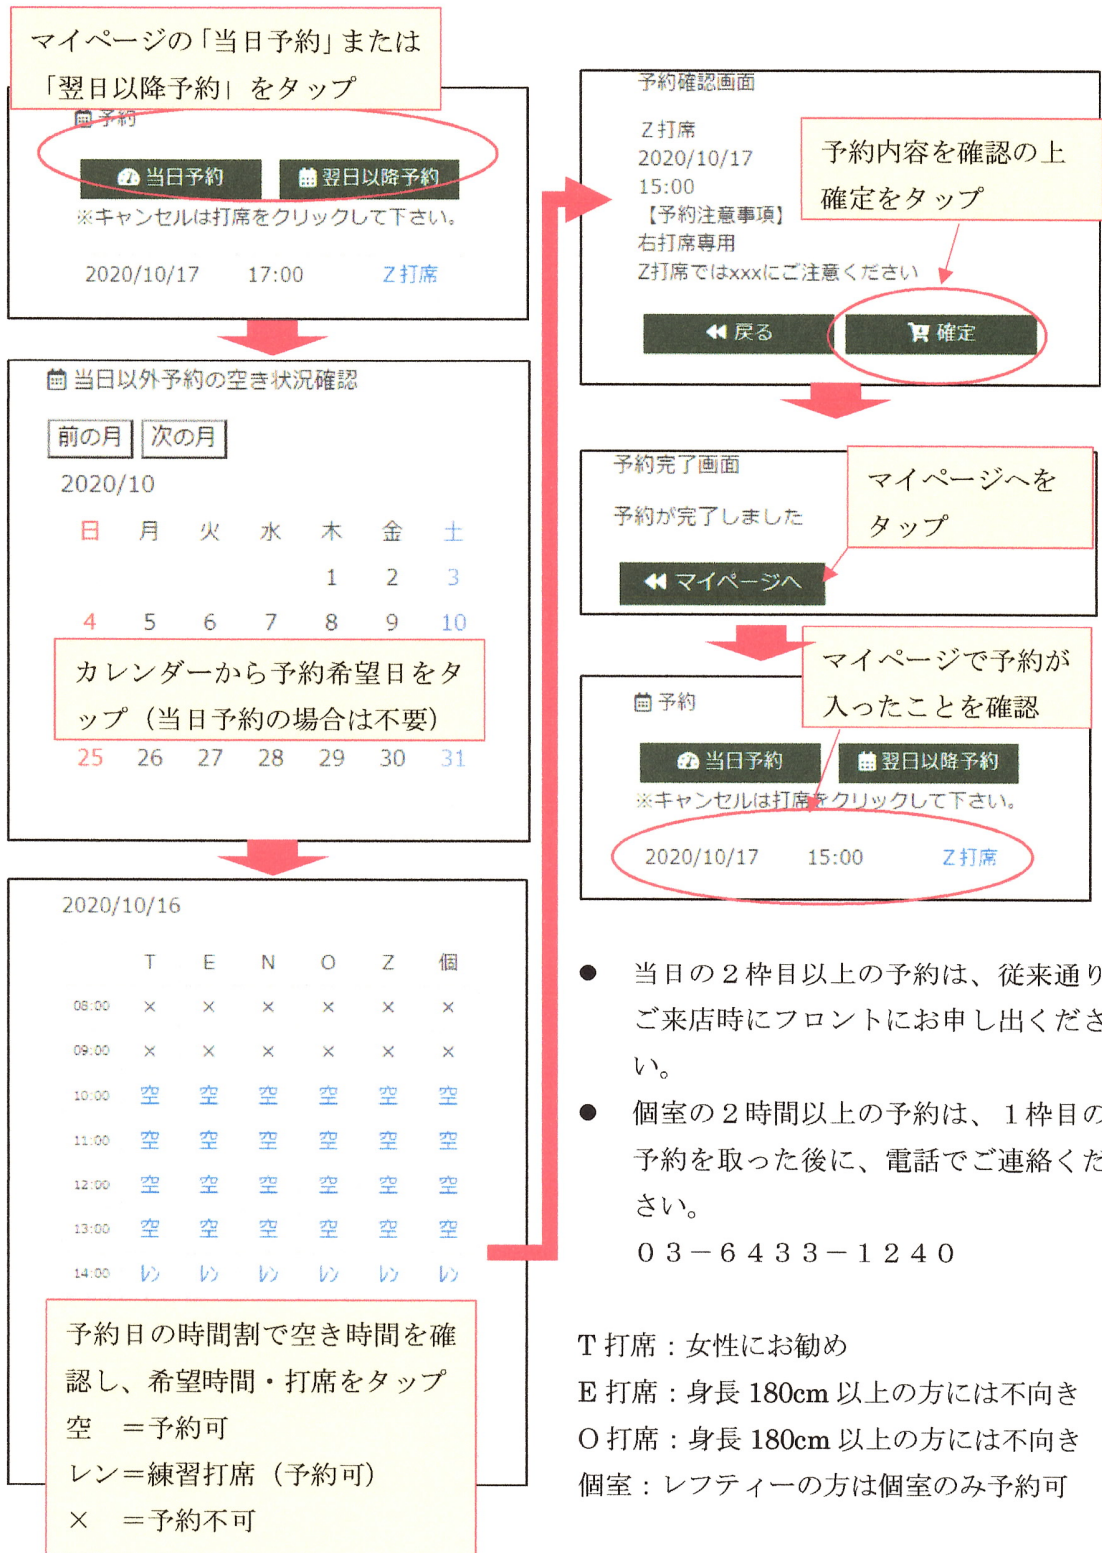 マイページの「当日予約」または
「翌日以降予約」をタップ
予約
当日予約 翌日以降予約
※キャンセルは打席をクリックして下さい。
2020/10/17 17:00 Z打席
当日以外予約の空き状況確認
前の月 次の月
2020/10
日 月 火 水 木 金 土
1 2 3
4 5 6 7 8 9 10
カレンダーから予約希望日をタ
ップ（当日予約の場合は不要）
25 26 27 28 29 30 31
2020/10/16
T E N O Z 個
08:00 × × × × × ×
09:00 × × × × × ×
10:00 空 空 空 空 空 空
11:00 空 空 空 空 空 空
12:00 空 空 空 空 空 空
13:00 空 空 空 空 空 空
14:00 レン レン レン レン レン レン
予約日の時間割で空き時間を確
認し、希望時間・打席をタップ
空 ＝予約可
レン＝練習打席（予約可）
× ＝予約不可
予約確認画面
Z打席
2020/10/17
15:00
【予約注意事項】
右打席専用
Z打席ではxxxにご注意ください
予約内容を確認の上
確定をタップ
戻る 確定
予約完了画面
予約が完了しました
マイページへ
マイページへを
タップ
マイページで予約が
入ったことを確認
予約
当日予約 翌日以降予約
※キャンセルは打席をクリックして下さい。
2020/10/17 15:00 Z打席
● 当日の２枠目以上の予約は、従来通り
ご来店時にフロントにお申し出くださ
い。
● 個室の２時間以上の予約は、１枠目の
予約を取った後に、電話でご連絡くだ
さい。
０３－６４３３－１２４０
T打席：女性にお勧め
E打席：身長180cm以上の方には不向き
O打席：身長180cm以上の方には不向き
個室：レフティーの方は個室のみ予約可